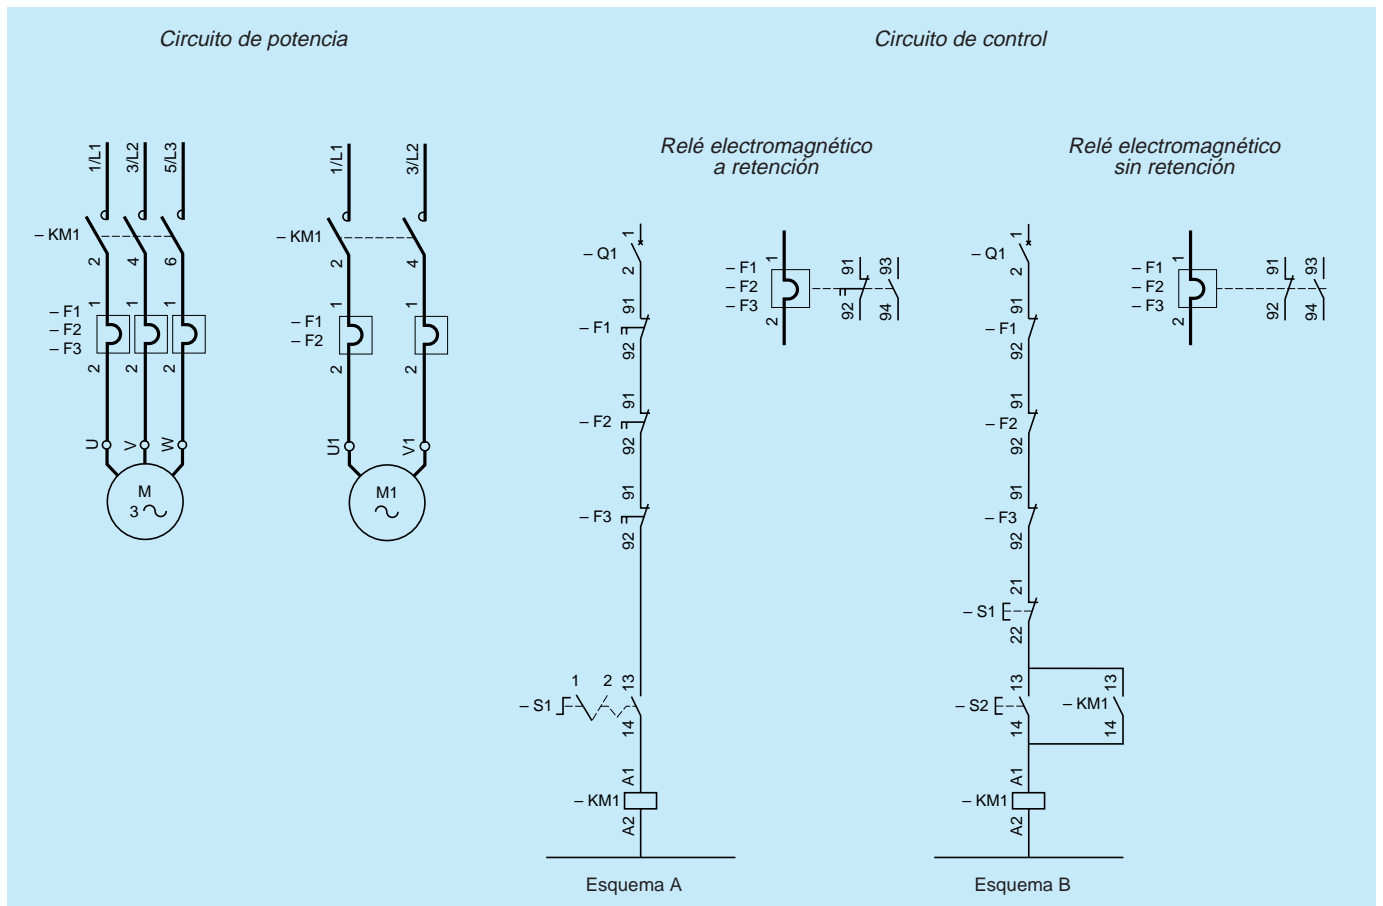 Circuito de potencia
Circuito de control
Relé electromagnético
a retención
Relé electromagnético
sin retención
1/L1
3/L2
5/L3
– KM1
2
4
6
1
1
1
– F1
– F2
– F3
2
2
2
U
V
W
M
3
1/L1
3/L2
– KM1
2
4
1
1
– F1
– F2
2
2
U1
V1
M1
1
– Q1
2
91
– F1
92
91
– F2
92
91
– F3
92
1
2
13
– S1
14
A1
– KM1
A2
Esquema A
1
– F1
– F2
– F3
2
91
93
92
94
1
– Q1
2
91
– F1
92
91
– F2
92
91
– F3
92
21
– S1
22
13
– S2
14
13
– KM1
14
A1
– KM1
A2
Esquema B
1
– F1
– F2
– F3
2
91
93
92
94